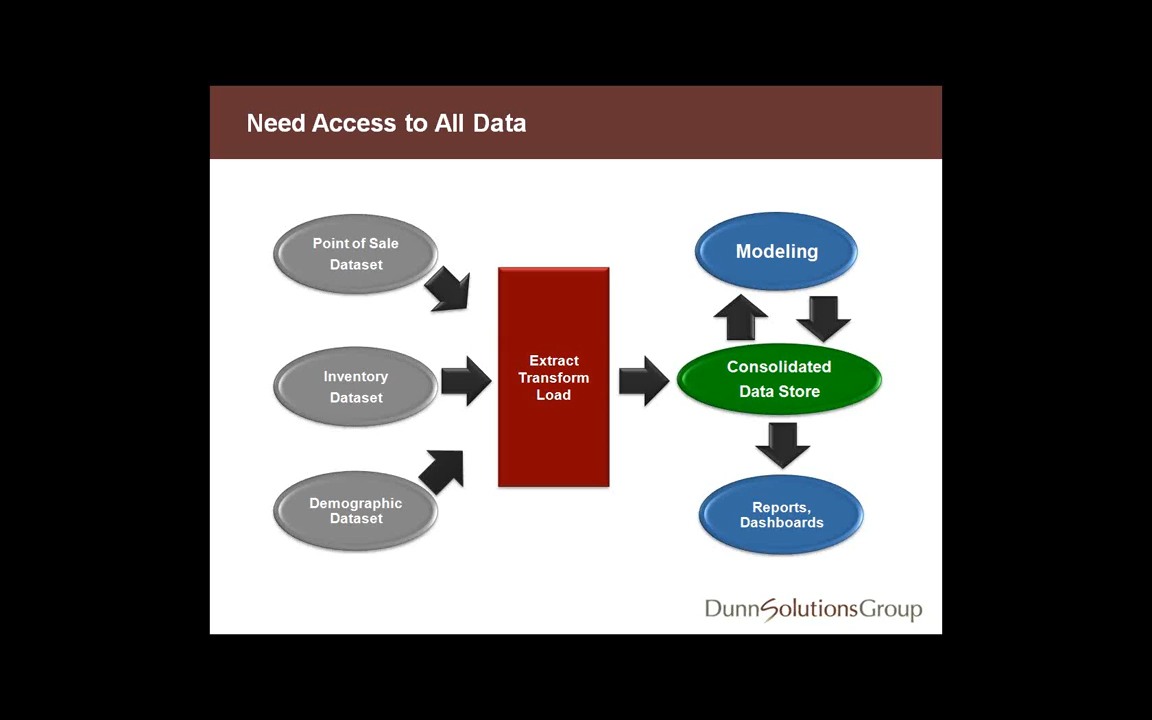 Need Access to All Data
Point of Sale
Dataset
Inventory
Dataset
Demographic
Dataset
Extract
Transform
Load
Modeling
Consolidated
Data Store
Reports,
Dashboards
DunnSolutionsGroup